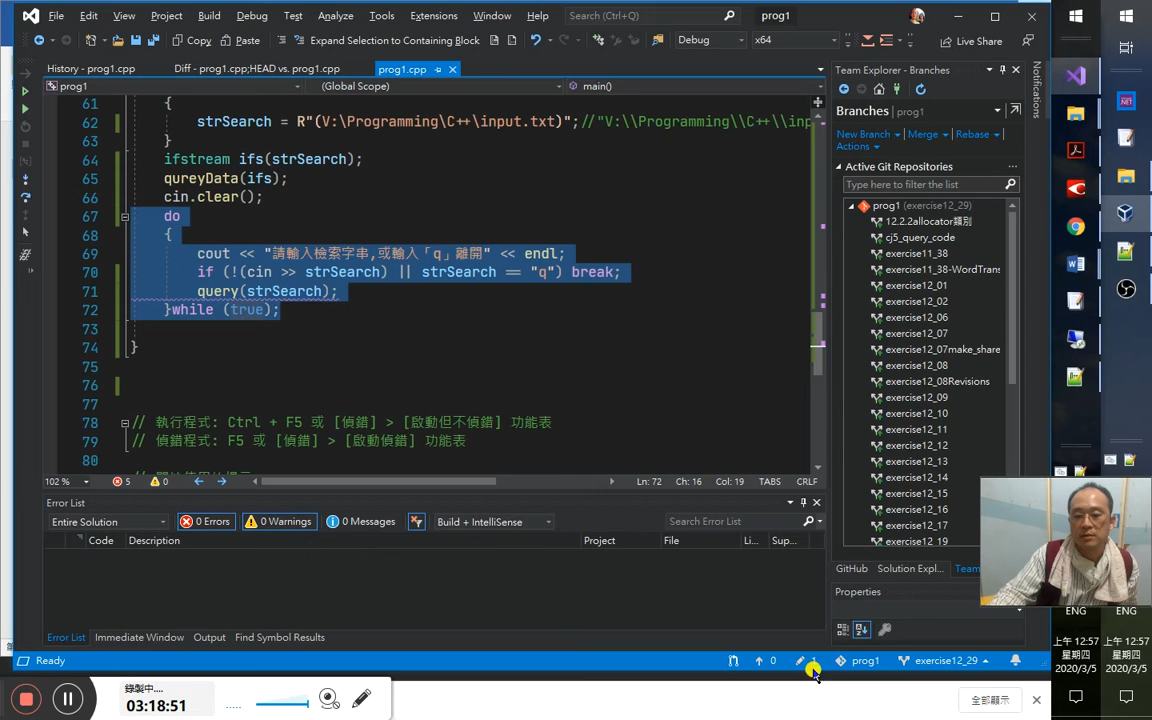 File Edit View Project Build Debug Test Analyze Tools Extensions Window Help Search (Ctrl+Q) prog1
Copy Paste Expand Selection to Containing Block Debug x64 Live Share
History - prog1.cpp Diff - prog1.cpp;HEAD vs. prog1.cpp prog1.cpp
prog1 (Global Scope) main()
61 {
62 strSearch = R"(V:\Programming\C++\input.txt)";//"V:\\Programming\\C++\\inp
63 }
64 ifstream ifs(strSearch);
65 qureyData(ifs);
66 cin.clear();
67 do
68 {
69 cout << "請輸入檢索字串,或輸入「q」離開" << endl;
70 if (!(cin >> strSearch) || strSearch == "q") break;
71 query(strSearch);
72 }while (true);
73
74 }
75
76
77
78 // 執行程式: Ctrl + F5 或 [偵錯] > [啟動但不偵錯] 功能表
79 // 偵錯程式: F5 或 [偵錯] > [啟動偵錯] 功能表
80
102 % 5 0 Ln: 72 Ch: 16 Col: 19 TABS CRLF
Error List
Entire Solution 0 Errors 0 Warnings 0 Messages Build + IntelliSense Search Error List
Code Description Project File Li... Sup...
Error List Immediate Window Output Find Symbol Results
Ready 0 1 prog1 exercise12_29
Team Explorer - Branches
Branches prog1
New Branch Merge Rebase
Actions
Active Git Repositories
Type here to filter the list
prog1 (exercise12_29)
12.2.2allocator類別
cj5_query_code
exercise11_38
exercise11_38-WordTrans
exercise12_01
exercise12_02
exercise12_06
exercise12_07
exercise12_07make_share
exercise12_08
exercise12_08Revisions
exercise12_09
exercise12_10
exercise12_11
exercise12_12
exercise12_13
exercise12_14
exercise12_15
exercise12_16
exercise12_17
exercise12_19
GitHub Solution Expl... Team
Properties
Notifications
.NET
ENG ENG
上午 12:57 上午 12:57
星期四 星期四
2020/3/5 2020/3/5
錄製中....
03:18:51
全部顯示